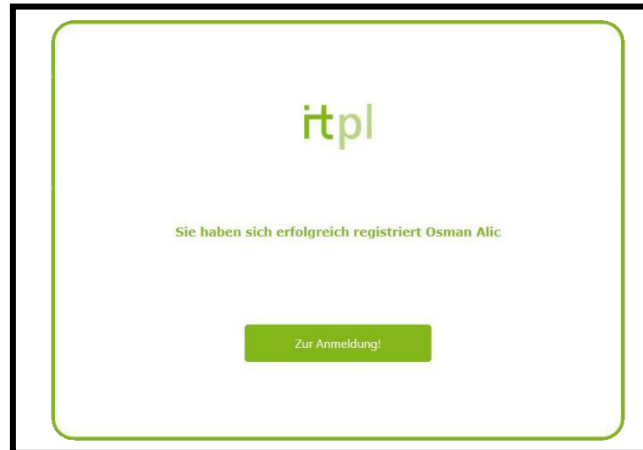 itpl
Sie haben sich erfolgreich registriert Osman Alic
Zur Anmeldung!